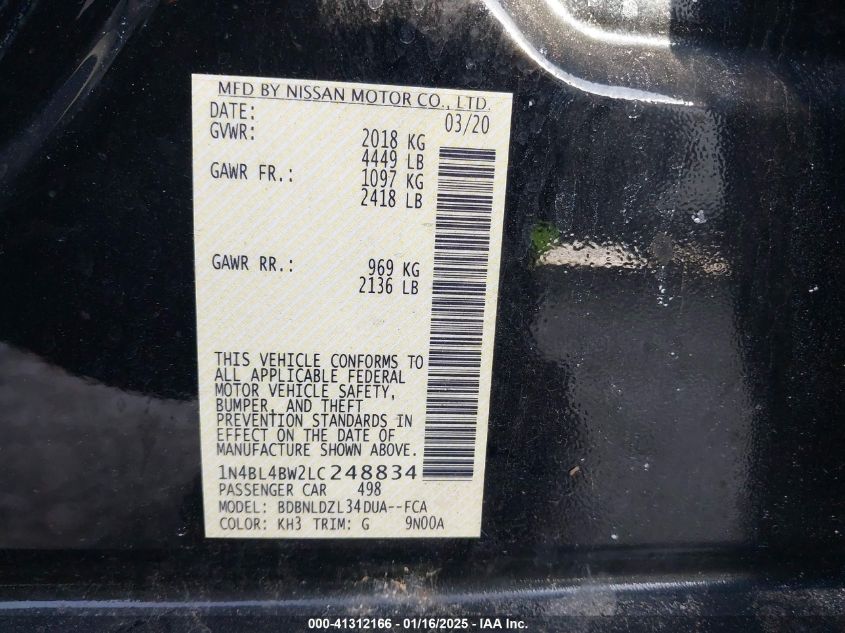 MFD BY NISSAN MOTOR CO., LTD.
DATE: 03/20
GVWR: 2018 KG
4449 LB
GAWR FR.: 1097 KG
2418 LB
GAWR RR.: 969 KG
2136 LB
THIS VEHICLE CONFORMS TO
ALL APPLICABLE FEDERAL
MOTOR VEHICLE SAFETY,
BUMPER, AND THEFT
PREVENTION STANDARDS IN
EFFECT ON THE DATE OF
MANUFACTURE SHOWN ABOVE.
1N4BL4BW2LC248834
PASSENGER CAR 498
MODEL: BDBNLDZL34DUA--FCA
COLOR: KH3 TRIM: G 9N00A
000-41312166 - 01/16/2025 - IAA Inc.